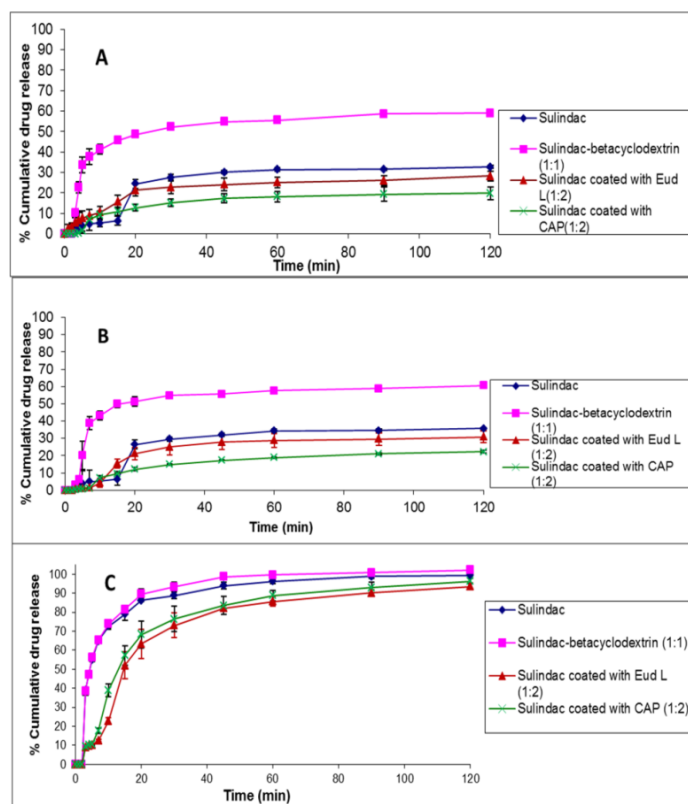 A
% Cumulative drug release
100
90
80
70
60
50
40
30
20
10
0
0 20 40 60 80 100 120
Time (min)
Sulindac
Sulindac-betacyclodextrin
(1:1)
Sulindac coated with Eud
L(1:2)
Sulindac coated with
CAP(1:2)
B
% Cumulative drug release
100
90
80
70
60
50
40
30
20
10
0
0 20 40 60 80 100 120
Time (min)
Sulindac
Sulindac-betacyclodextrin
(1:1)
Sulindac coated with Eud L
(1:2)
Sulindac coated with CAP
(1:2)
C
% Cumulative drug release
100
90
80
70
60
50
40
30
20
10
0
0 20 40 60 80 100 120
Time (min)
Sulindac
Sulindac-betacyclodextrin (1:1)
Sulindac coated with Eud L
(1:2)
Sulindac coated with CAP (1:2)